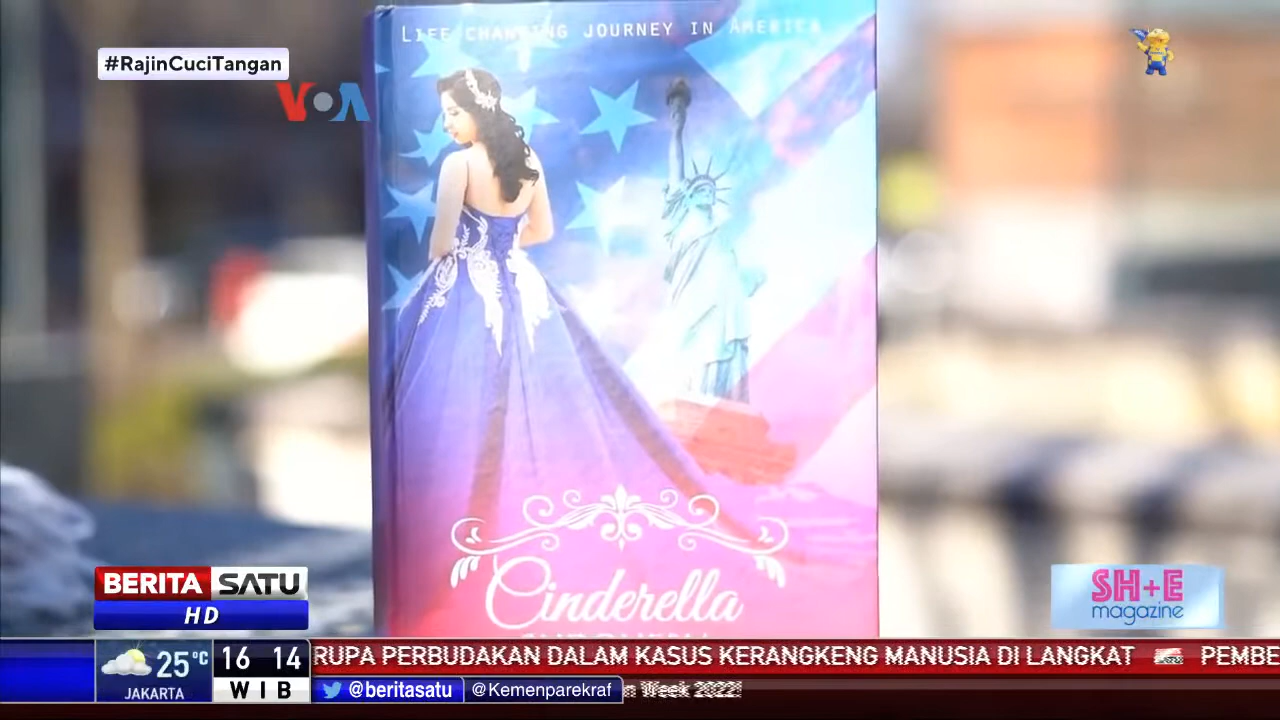 LIFE CHANGING JOURNEY IN AMERICA
#RajinCuciTangan
VOA
Cinderella
BERITA SATU
HD
SH+E
magazine
25°C
JAKARTA
16 14
WIB
RUPA PERBUDAKAN DALAM KASUS KERANGKENG MANUSIA DI LANGKAT
PEMBE
@beritasatu
@Kemenparekraf
n Week 2022!